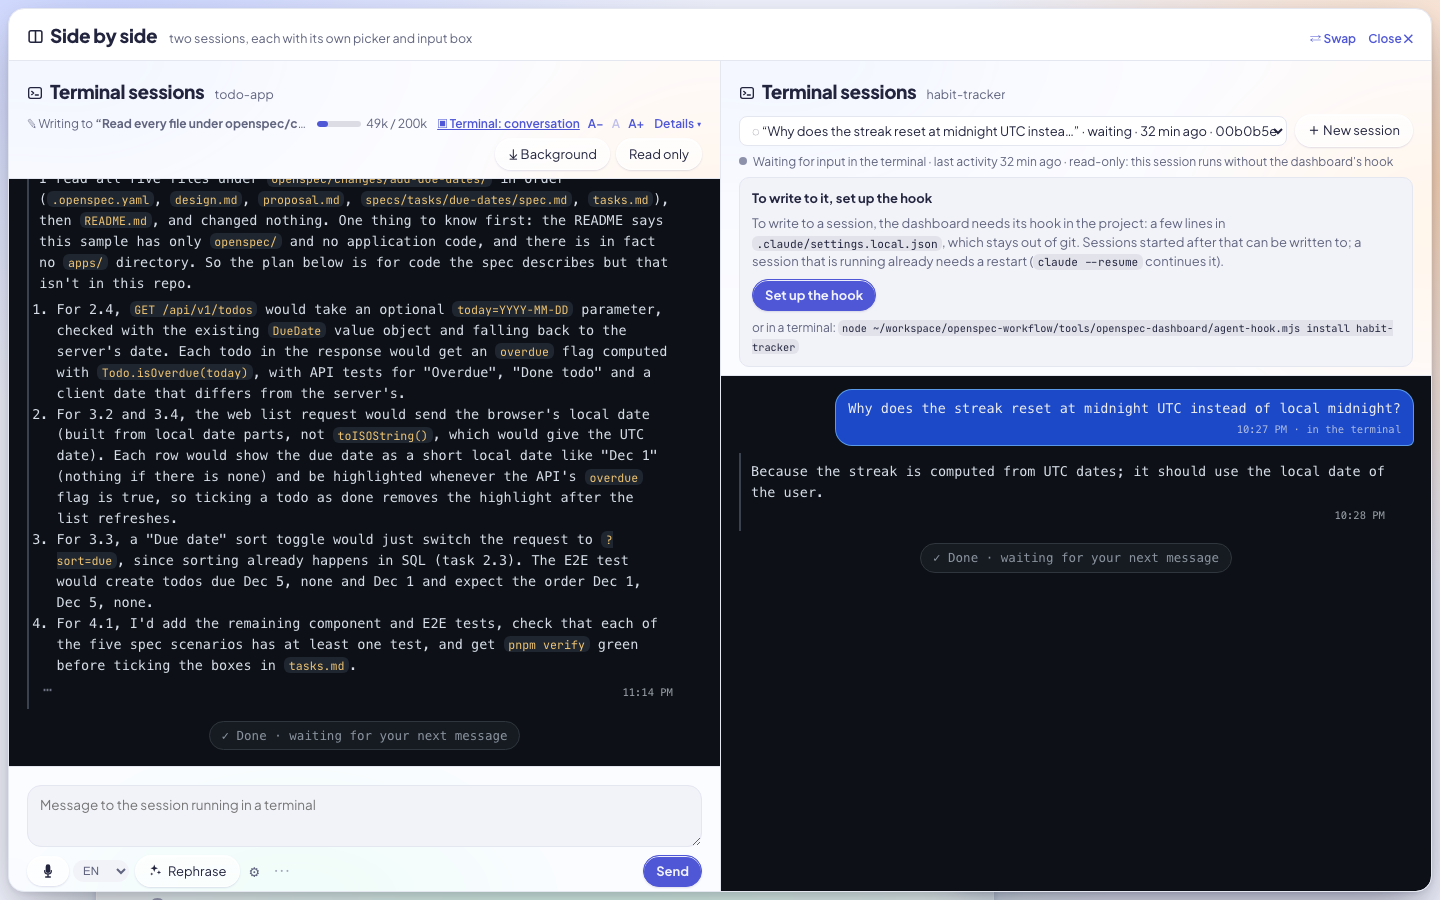 Side by side two sessions, each with its own picker and input box
Swap Close
Terminal sessions todo-app
Writing to “Read every file under openspec/c… 49k / 200k Terminal: conversation A− A A+ Details
Background Read only
I read all five files under openspec/changes/add-due-dates/ in order
(.openspec.yaml, design.md, proposal.md, specs/tasks/due-dates/spec.md, tasks.md),
then README.md, and changed nothing. One thing to know first: the README says
this sample has only openspec/ and no application code, and there is in fact
no apps/ directory. So the plan below is for code the spec describes but that
isn't in this repo.
1. For 2.4, GET /api/v1/todos would take an optional today=YYYY-MM-DD parameter,
checked with the existing DueDate value object and falling back to the
server's date. Each todo in the response would get an overdue flag computed
with Todo.isOverdue(today), with API tests for "Overdue", "Done todo" and a
client date that differs from the server's.
2. For 3.2 and 3.4, the web list request would send the browser's local date
(built from local date parts, not toISOString(), which would give the UTC
date). Each row would show the due date as a short local date like "Dec 1"
(nothing if there is none) and be highlighted whenever the API's overdue
flag is true, so ticking a todo as done removes the highlight after the
list refreshes.
3. For 3.3, a "Due date" sort toggle would just switch the request to ?
sort=due, since sorting already happens in SQL (task 2.3). The E2E test
would create todos due Dec 5, none and Dec 1 and expect the order Dec 1,
Dec 5, none.
4. For 4.1, I'd add the remaining component and E2E tests, check that each of
the five spec scenarios has at least one test, and get pnpm verify green
before ticking the boxes in tasks.md.
… 11:14 PM
✓ Done · waiting for your next message
Message to the session running in a terminal
EN Rephrase ··· Send
Terminal sessions habit-tracker
“Why does the streak reset at midnight UTC instea…” · waiting · 32 min ago · 00b0b5e + New session
Waiting for input in the terminal · last activity 32 min ago · read-only: this session runs without the dashboard's hook
To write to it, set up the hook
To write to a session, the dashboard needs its hook in the project: a few lines in
.claude/settings.local.json, which stays out of git. Sessions started after that can be written to; a
session that is running already needs a restart (claude --resume continues it).
Set up the hook
or in a terminal: node ~/workspace/openspec-workflow/tools/openspec-dashboard/agent-hook.mjs install habit-
tracker
Why does the streak reset at midnight UTC instead of local midnight?
10:27 PM · in the terminal
Because the streak is computed from UTC dates; it should use the local date of
the user.
10:28 PM
✓ Done · waiting for your next message